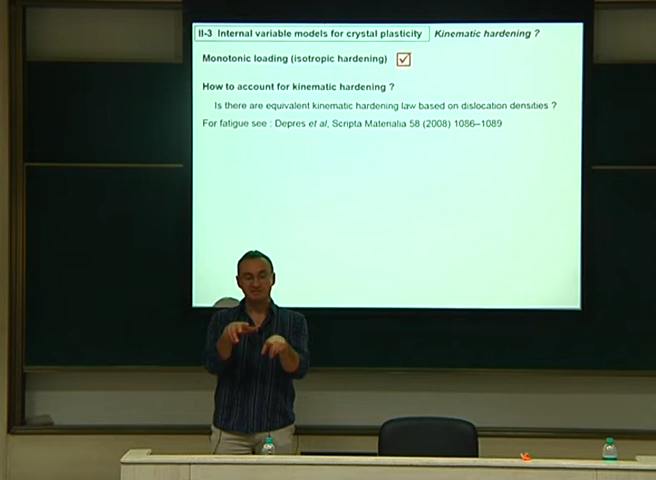 II-3 Internal variable models for crystal plasticity Kinematic hardening ?
Monotonic loading (isotropic hardening)
How to account for kinematic hardening ?
Is there are equivalent kinematic hardening law based on dislocation densities ?
For fatigue see : Depres et al, Scripta Materialia 58 (2008) 1086–1089